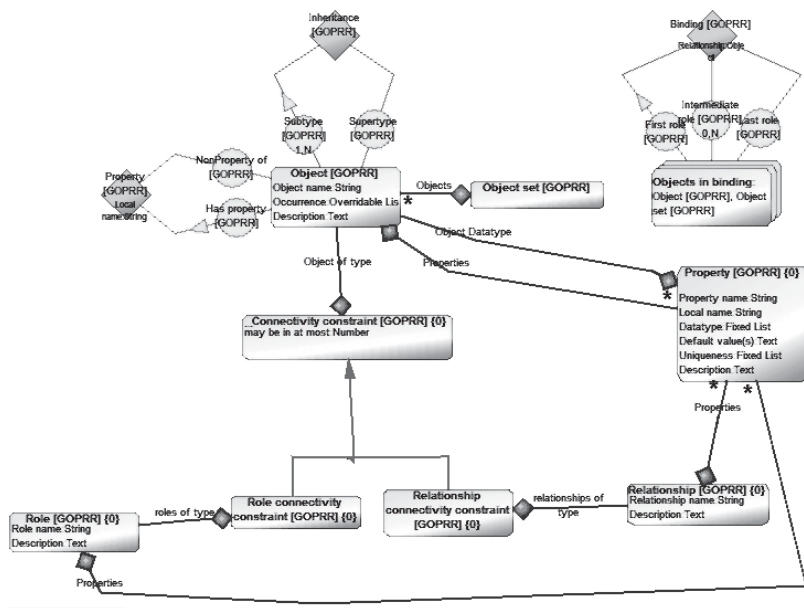 Inheritance
[GOPRR]
Binding [GOPRR]
Relationship:Obje
ct
Subtype
[GOPRR]
1,N
Supertype
[GOPRR]
First role
[GOPRR]
Intermediate
role [GOPRR]
0,N
Last role
[GOPRR]
Property
[GOPRR]
Local
name:String
NonProperty of
[GOPRR]
Has property
[GOPRR]
Object [GOPRR]
Object name:String
Occurrence:Overridable Lis
Description:Text
Objects
*
Object set [GOPRR]
Objects in binding:
Object [GOPRR], Object
set [GOPRR]
Object of type
Object Datatype
Properties
*
Property [GOPRR] {0}
Property name:String
Local name:String
Datatype:Fixed List
Default value(s):Text
Uniqueness:Fixed List
Description:Text
* *
Connectivity constraint [GOPRR] {0}
may be in at most:Number
Properties
Role [GOPRR] {0}
Role name:String
Description:Text
roles of type
Role connectivity
constraint [GOPRR] {0}
Relationship
connectivity constraint
[GOPRR] {0}
relationships of
type
Relationship [GOPRR] {0}
Relationship name:String
Description:Text
Properties